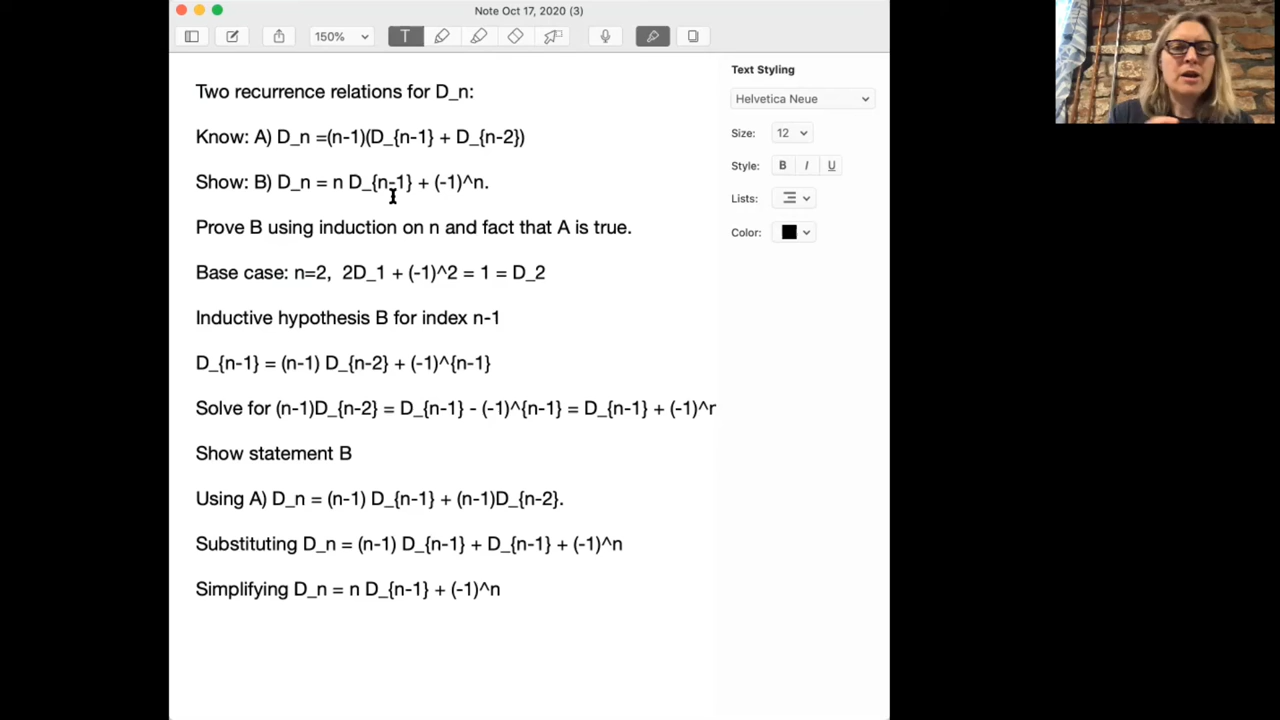 Note Oct 17, 2020 (3)
150%
T
Two recurrence relations for D_n:
Know: A) D_n =(n-1)(D_{n-1} + D_{n-2})
Show: B) D_n = n D_{n-1} + (-1)^n.
Prove B using induction on n and fact that A is true.
Base case: n=2,  2D_1 + (-1)^2 = 1 = D_2
Inductive hypothesis B for index n-1
D_{n-1} = (n-1) D_{n-2} + (-1)^{n-1}
Solve for (n-1)D_{n-2} = D_{n-1} - (-1)^{n-1} = D_{n-1} + (-1)^n
Show statement B
Using A) D_n = (n-1) D_{n-1} + (n-1)D_{n-2}.
Substituting D_n = (n-1) D_{n-1} + D_{n-1} + (-1)^n
Simplifying D_n = n D_{n-1} + (-1)^n
Text Styling
Helvetica Neue
Size: 12
Style: B I U
Lists:
Color: